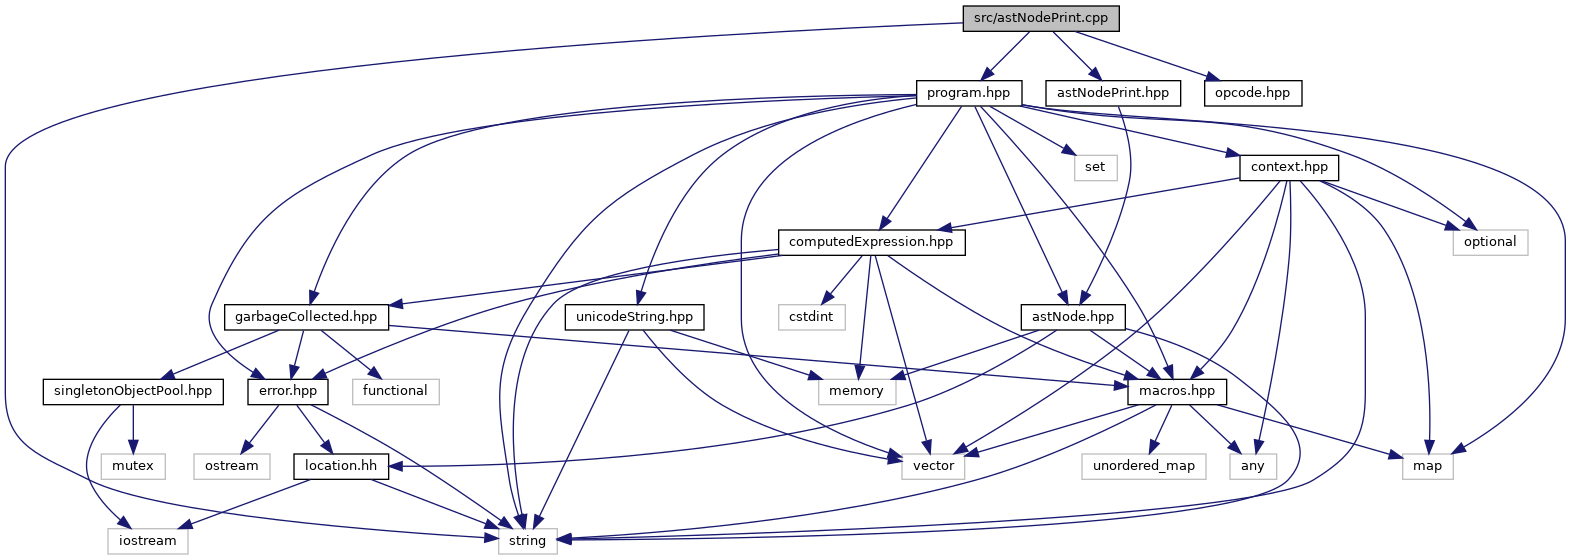 src/astNodePrint.cpp
program.hpp
astNodePrint.hpp
opcode.hpp
set
context.hpp
computedExpression.hpp
optional
garbageCollected.hpp
unicodeString.hpp
cstdint
astNode.hpp
singletonObjectPool.hpp
error.hpp
functional
memory
macros.hpp
mutex
ostream
location.hh
vector
unordered_map
any
map
iostream
string